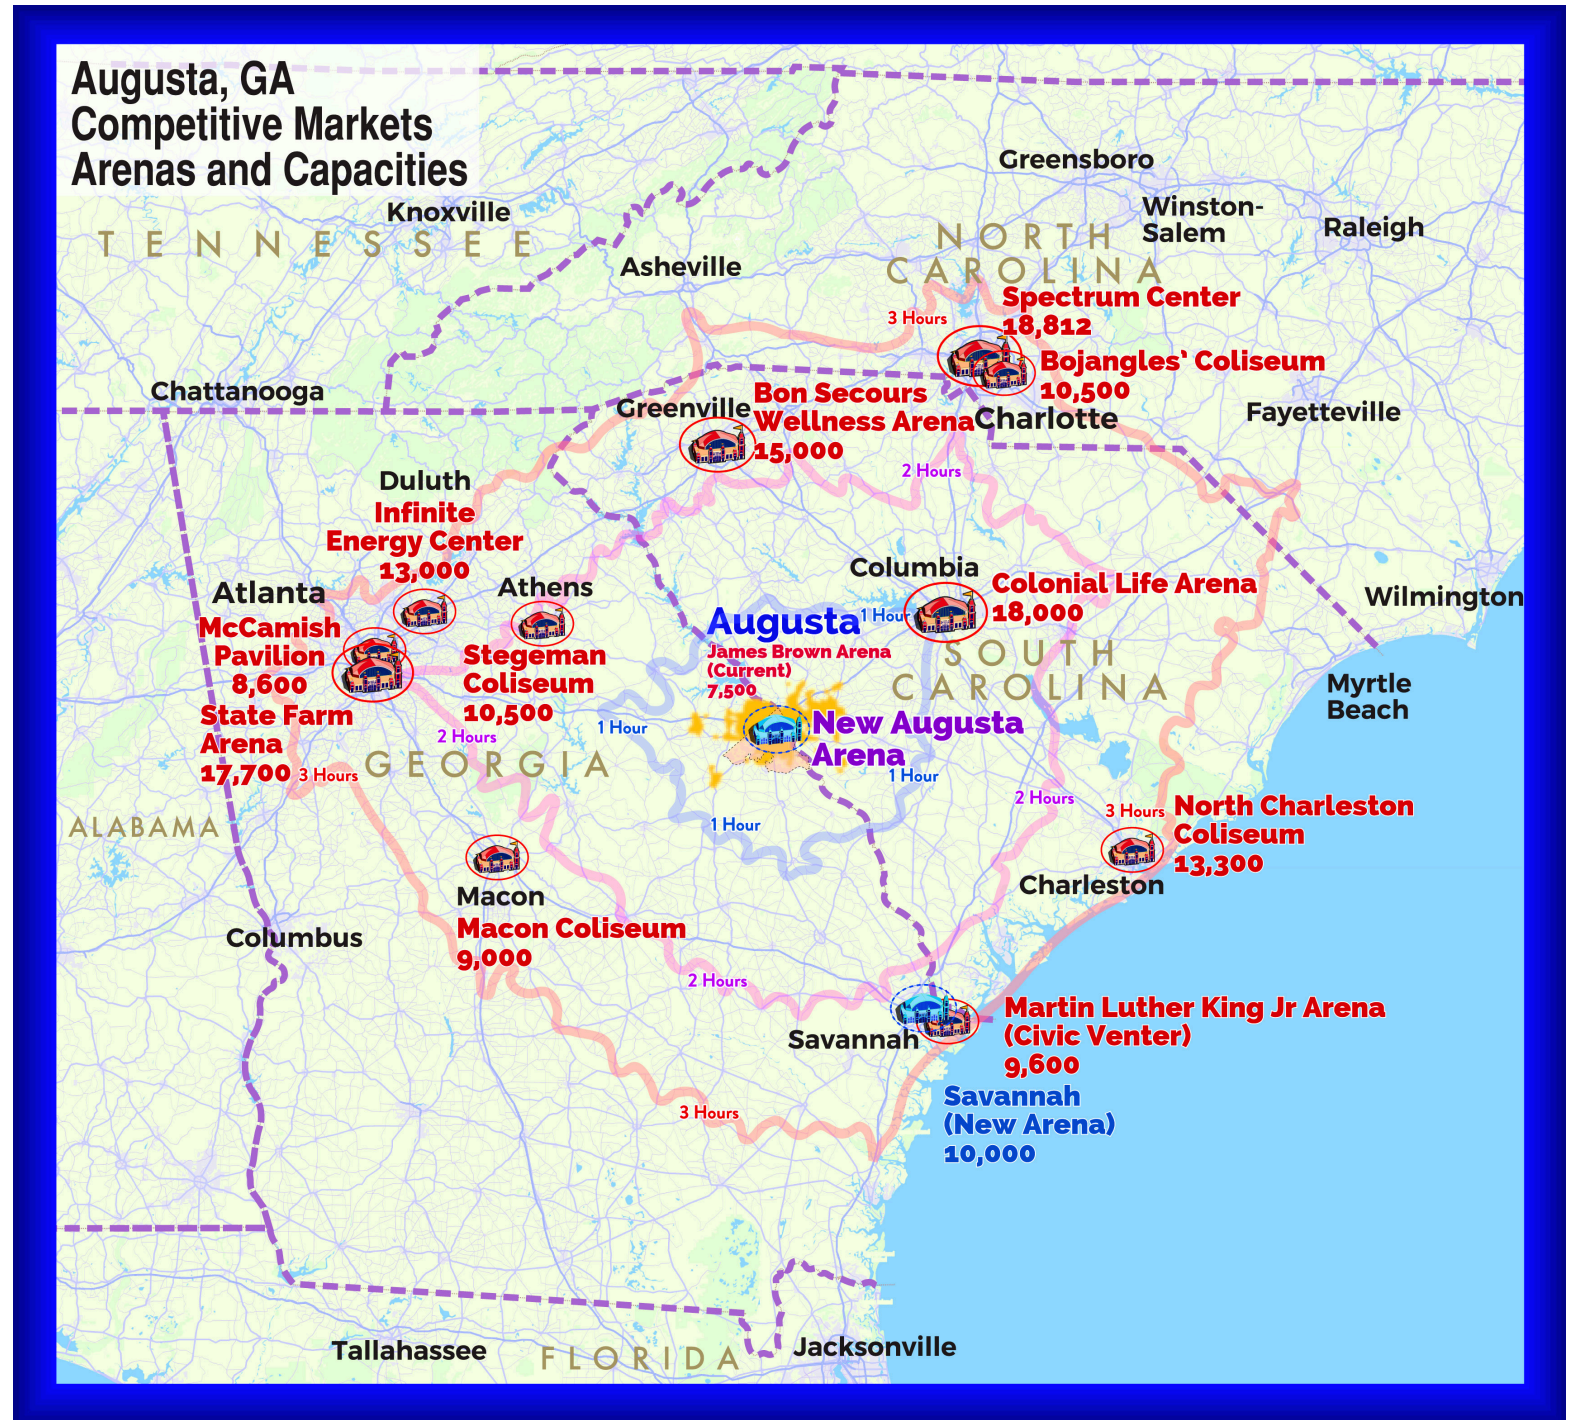 Augusta, GA
Competitive Markets
Arenas and Capacities
Greensboro
Knoxville
Winston-
Salem
Raleigh
TENNESSEE
NORTH
CAROLINA
Asheville
Spectrum Center
18,812
3 Hours
Bojangles' Coliseum
10,500
Chattanooga
Greenville
Bon Secours
Wellness Arena
15,000
Charlotte
Fayetteville
2 Hours
Duluth
Infinite
Energy Center
13,000
Atlanta
Athens
Columbia
Colonial Life Arena
18,000
Wilmington
McCamish
Pavilion
8,600
State Farm
Arena
17,700
Stegeman
Coliseum
10,500
Augusta
1 Hour
James Brown Arena
(Current)
7,500
SOUTH
CAROLINA
Myrtle
Beach
1 Hour
New Augusta
Arena
2 Hours
GEORGIA
3 Hours
1 Hour
2 Hours
3 Hours
North Charleston
Coliseum
13,300
ALABAMA
1 Hour
Charleston
Macon
Macon Coliseum
9,000
Columbus
2 Hours
Savannah
Martin Luther King Jr Arena
(Civic Venter)
9,600
Savannah
(New Arena)
10,000
3 Hours
Tallahassee
FLORIDA
Jacksonville